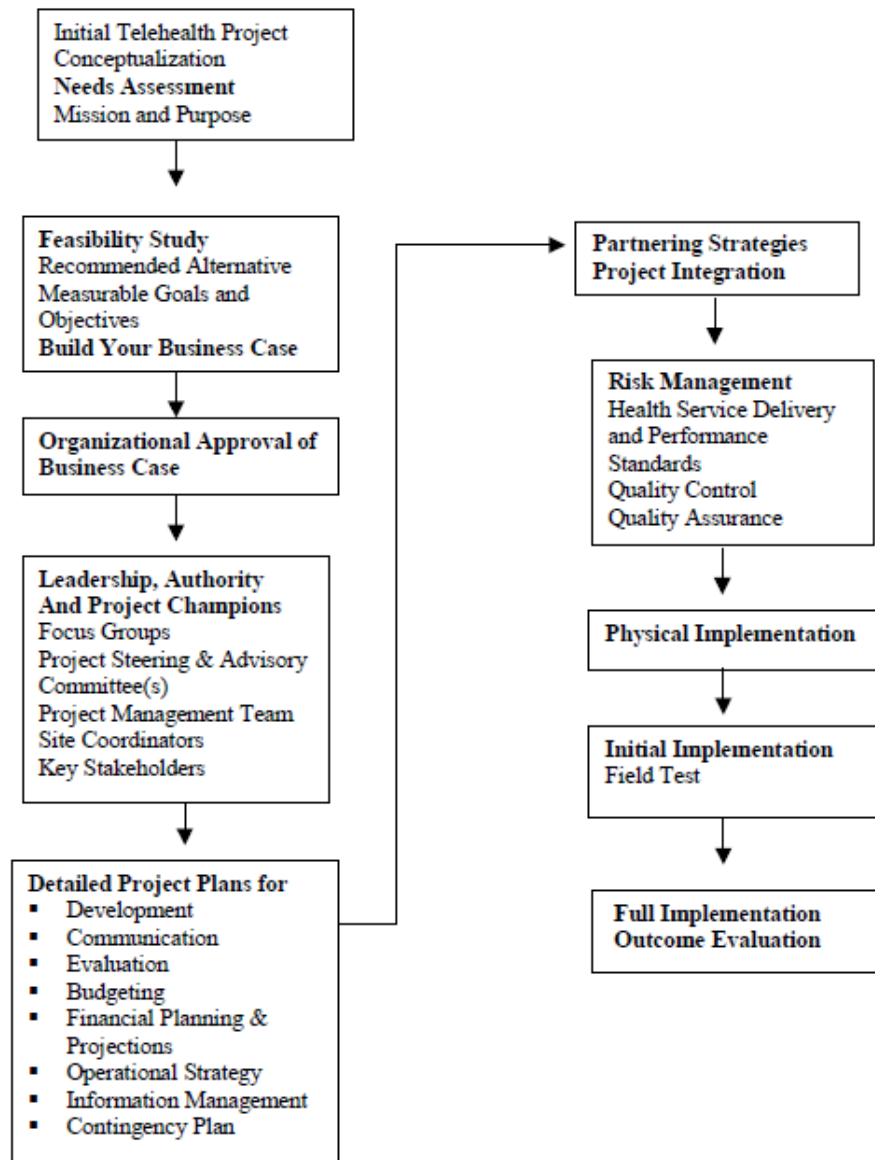 Initial Telehealth Project
Conceptualization
Needs Assessment
Mission and Purpose
Feasibility Study
Recommended Alternative
Measurable Goals and
Objectives
Build Your Business Case
Organizational Approval of
Business Case
Leadership, Authority
And Project Champions
Focus Groups
Project Steering & Advisory
Committee(s)
Project Management Team
Site Coordinators
Key Stakeholders
Detailed Project Plans for
▪ Development
▪ Communication
▪ Evaluation
▪ Budgeting
▪ Financial Planning &
Projections
▪ Operational Strategy
▪ Information Management
▪ Contingency Plan
Partnering Strategies
Project Integration
Risk Management
Health Service Delivery
and Performance
Standards
Quality Control
Quality Assurance
Physical Implementation
Initial Implementation
Field Test
Full Implementation
Outcome Evaluation